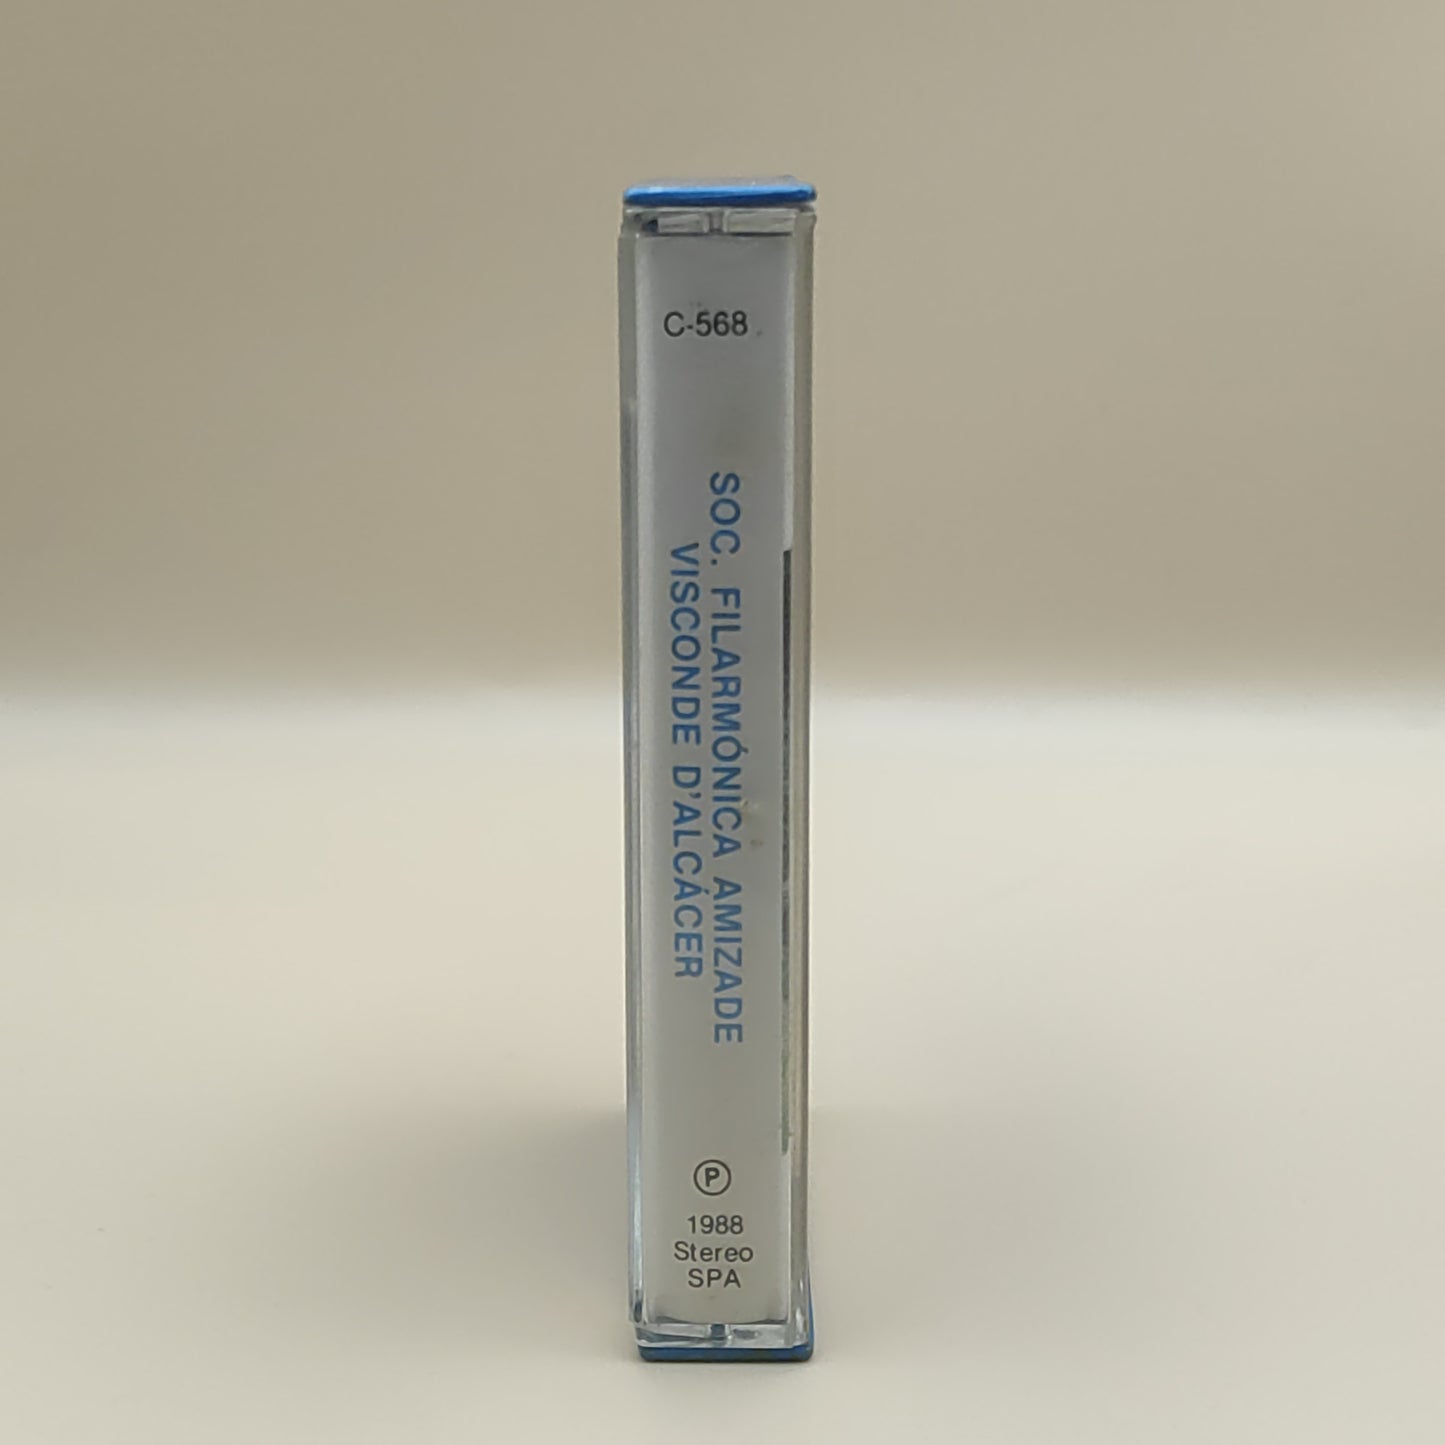 C-568
SOC. FILARMÓNICA AMIZADE
VISCONDE D'ALCÁCER
Ⓟ
1988
Stereo
SPA